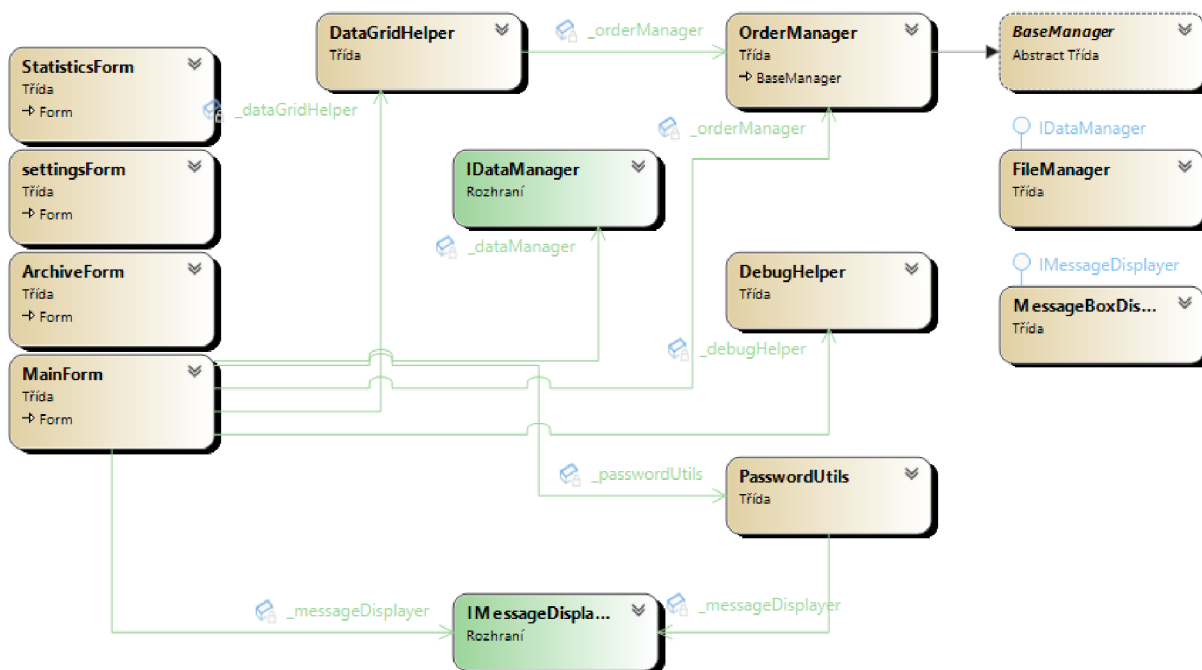 StatisticsForm
Třída
Form
settingsForm
Třída
Form
ArchiveForm
Třída
Form
MainForm
Třída
Form
DataGridHelper
Třída
_dataGridHelper
_orderManager
OrderManager
Třída
BaseManager
BaseManager
Abstract Třída
_orderManager
IDataManager
Rozhraní
_dataManager
IDataManager
FileManager
Třída
DebugHelper
Třída
_debugHelper
IMessageDisplayer
MessageBoxDis...
Třída
_passwordUtils
PasswordUtils
Třída
_messageDisplayer
IMessageDispla...
Rozhraní
_messageDisplayer